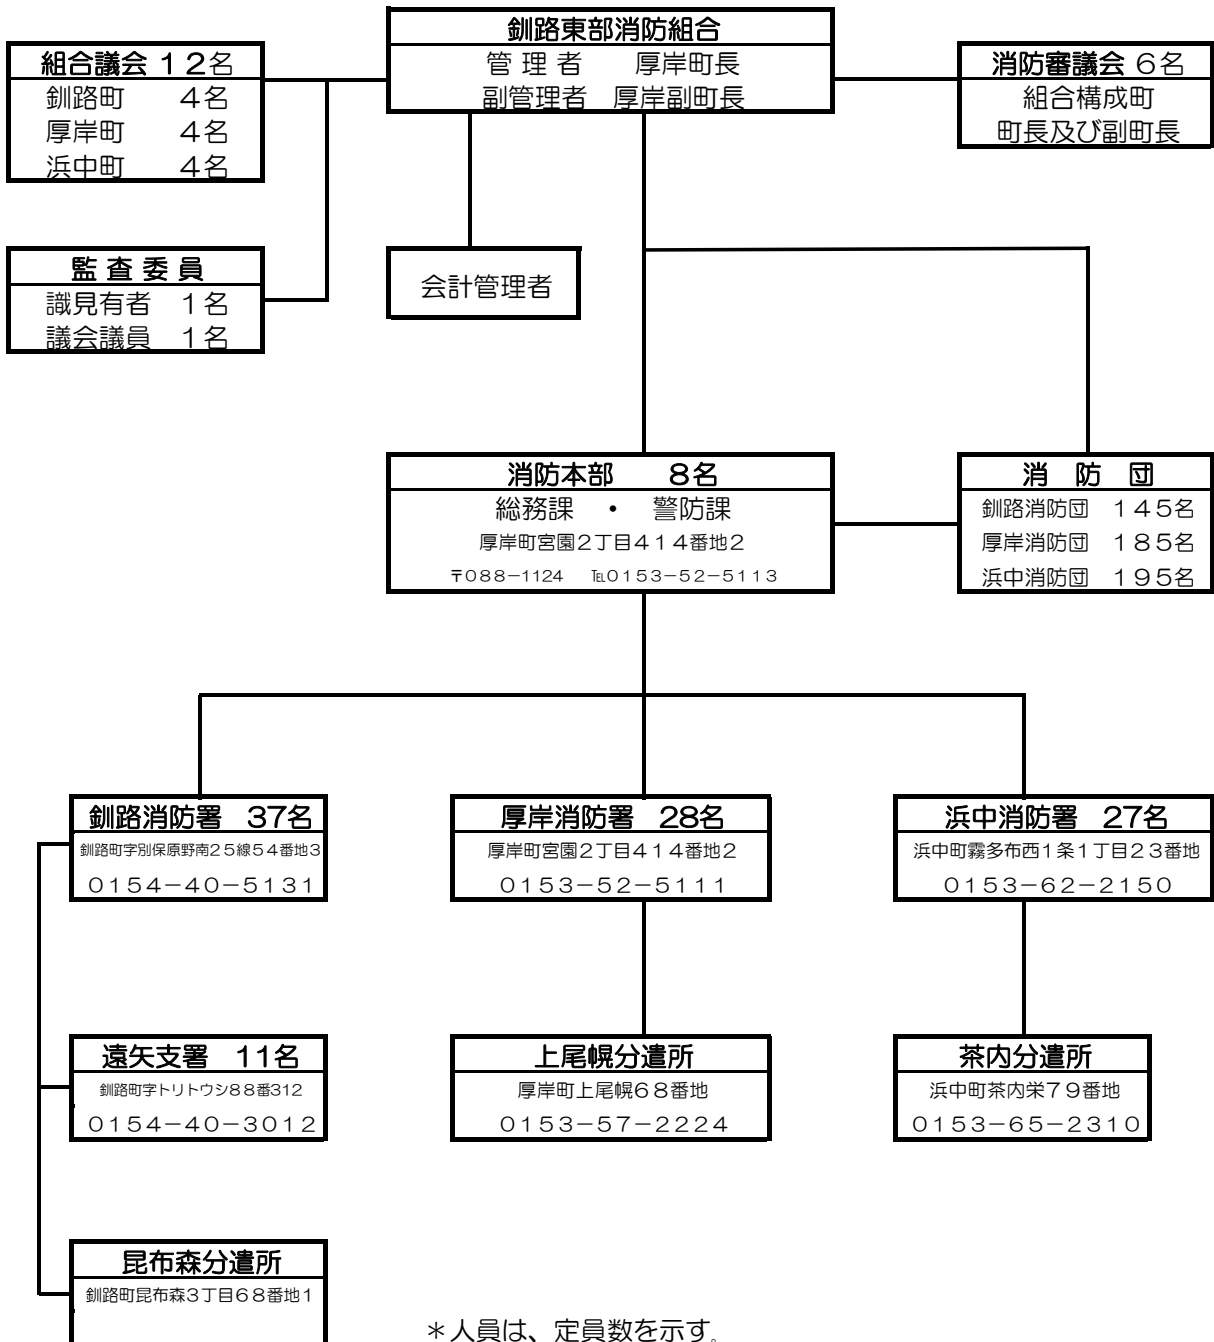 釧路東部消防組合
管 理 者　　厚岸町長
副管理者　厚岸副町長
組合議会 １２名
釧路町　　４名
厚岸町　　４名
浜中町　　４名
消防審議会 ６名
組合構成町
町長及び副町長
監 査 委 員
識見有者　１名
議会議員　１名
会計管理者
消防本部　　８名
総務課　・　警防課
厚岸町宮園２丁目４１４番地２
〒０８８－１１２４　℡０１５３－５２－５１１３
消　防　団
釧路消防団　１４５名
厚岸消防団　１８５名
浜中消防団　１９５名
釧路消防署　37名
釧路町字別保原野南２５線５４番地３
０１５４－４０－５１３１
厚岸消防署　28名
厚岸町宮園２丁目４１４番地２
０１５３－５２－５１１１
浜中消防署　27名
浜中町霧多布西１条１丁目２３番地
０１５３－６２－２１５０
遠矢支署　11名
釧路町字トリトウシ８８番312
０１５４－４０－３０１２
上尾幌分遣所
厚岸町上尾幌６８番地
０１５３－５７－２２２４
茶内分遣所
浜中町茶内栄７９番地
０１５３－６５－２３１０
昆布森分遣所
釧路町昆布森３丁目６８番地１
＊人員は、定員数を示す。